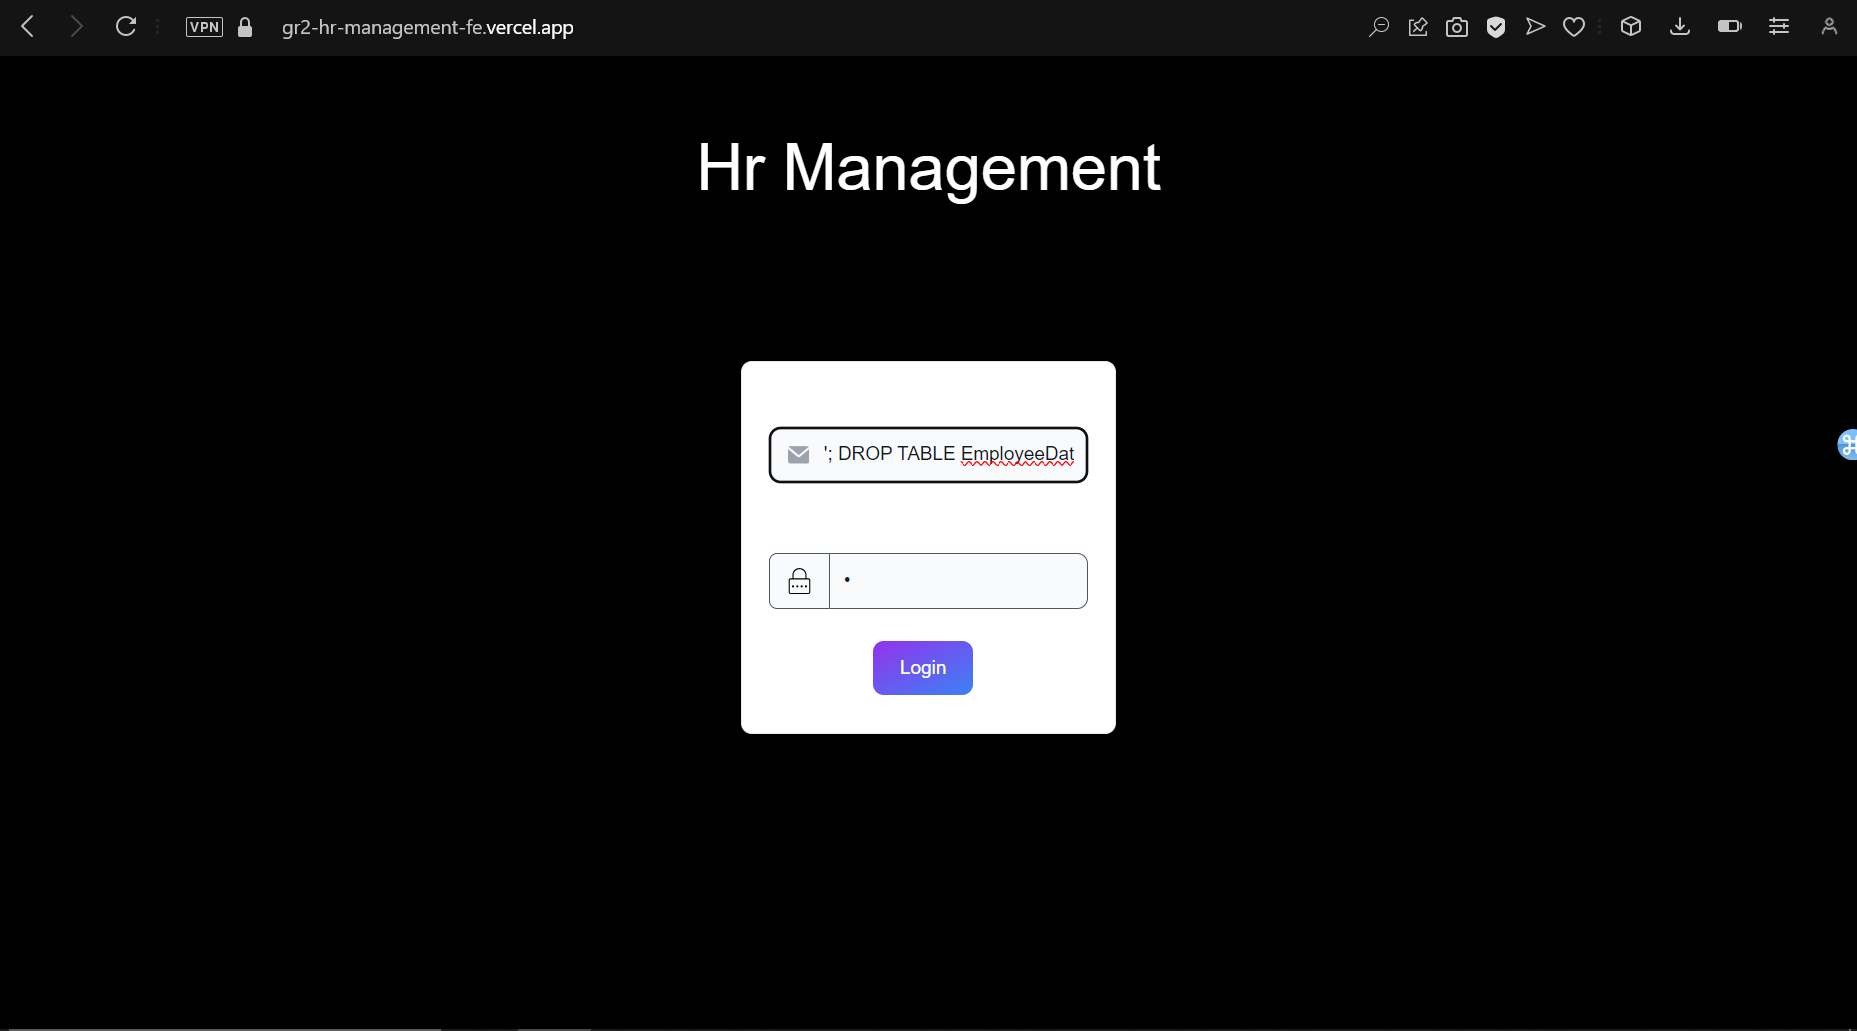 VPN
gr2-hr-management-fe.vercel.app
Hr Management
'; DROP TABLE EmployeeDat
Login